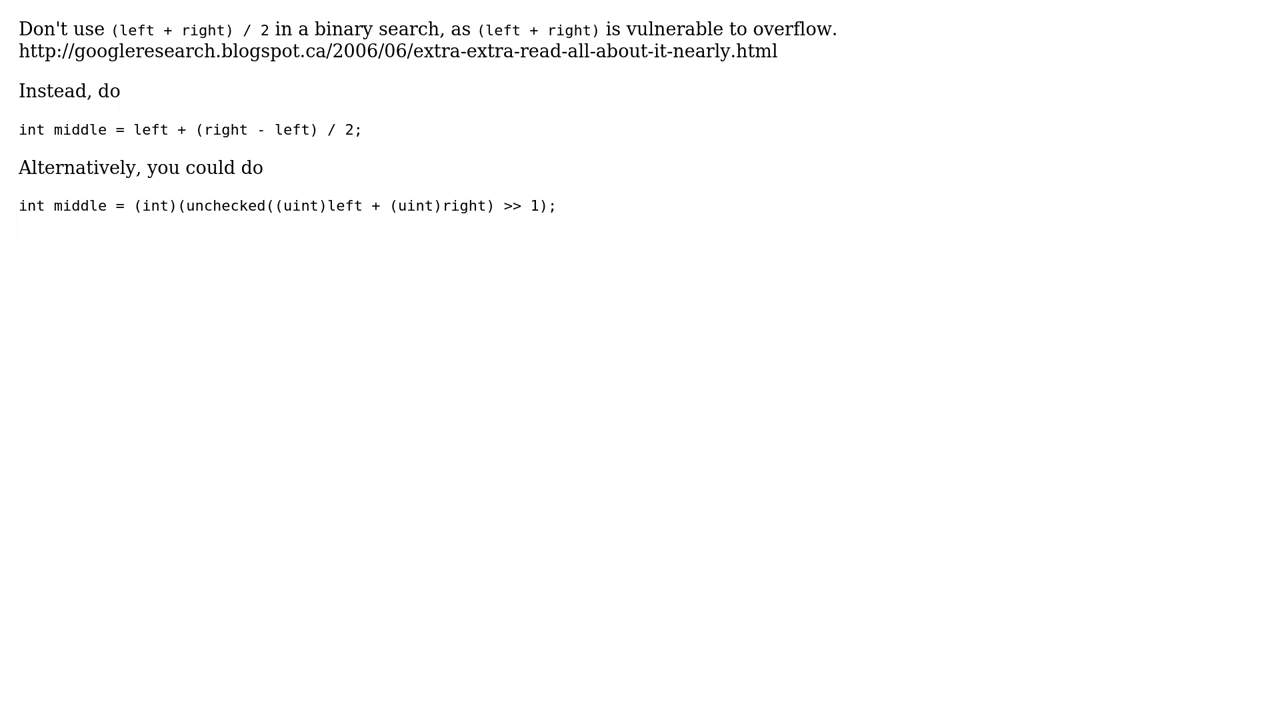 Don't use (left + right) / 2 in a binary search, as (left + right) is vulnerable to overflow.
http://googleresearch.blogspot.ca/2006/06/extra-extra-read-all-about-it-nearly.html
Instead, do
int middle = left + (right - left) / 2;
Alternatively, you could do
int middle = (int)(unchecked((uint)left + (uint)right) >> 1);